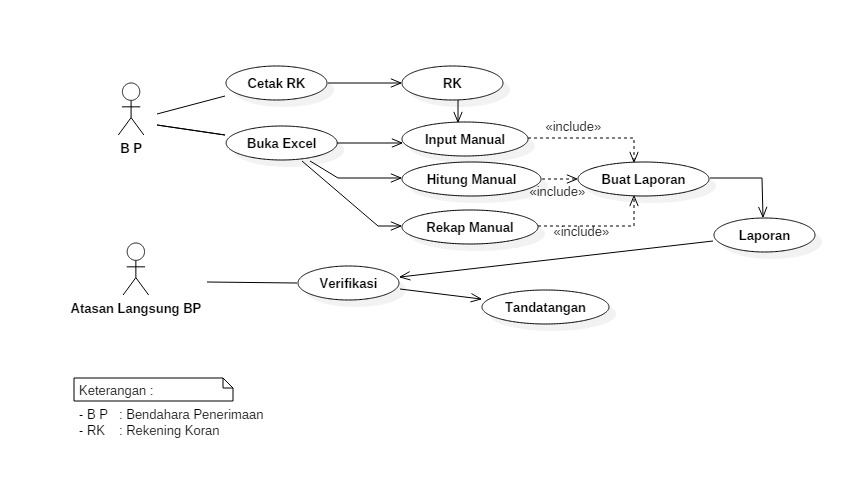 Cetak RK
RK
B P
Buka Excel
Input Manual
«include»
Hitung Manual
«include»
Buat Laporan
Rekap Manual
«include»
Laporan
Atasan Langsung BP
Verifikasi
Tandatangan
Keterangan :
- B P : Bendahara Penerimaan
- RK : Rekening Koran